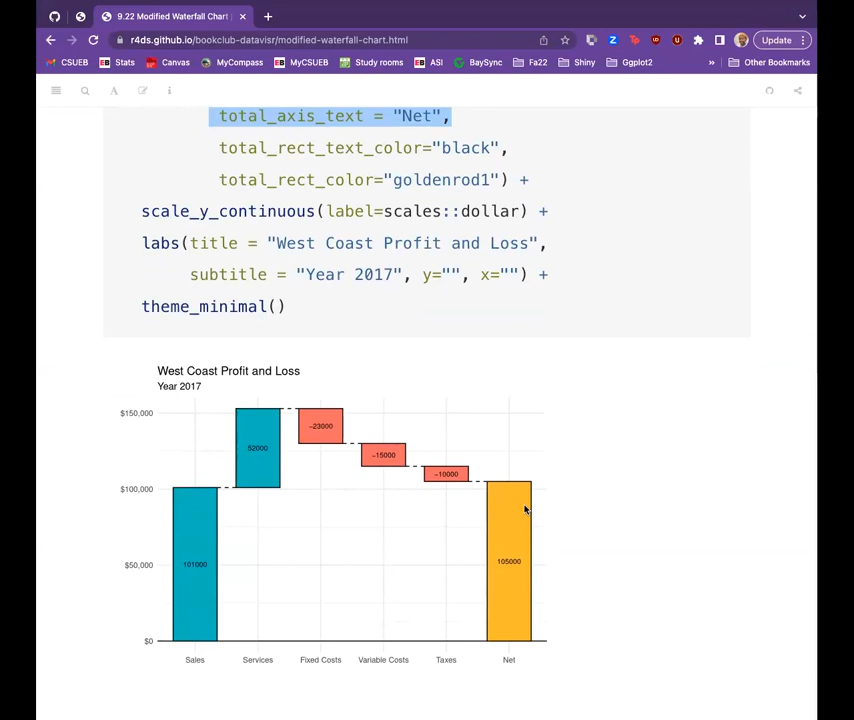 9.22 Modified Waterfall Chart
r4ds.github.io/bookclub-datavisr/modified-waterfall-chart.html
Update
CSUEB
Stats
Canvas
MyCompass
MyCSUEB
Study rooms
ASI
BaySync
Fa22
Shiny
Ggplot2
»
Other Bookmarks
total_axis_text = "Net",
total_rect_text_color="black",
total_rect_color="goldenrod1") +
scale_y_continuous(label=scales::dollar) +
labs(title = "West Coast Profit and Loss",
subtitle = "Year 2017", y="", x="") +
theme_minimal()
West Coast Profit and Loss
Year 2017
$150,000
$100,000
$50,000
$0
101000
52000
−23000
−15000
−10000
105000
Sales
Services
Fixed Costs
Variable Costs
Taxes
Net